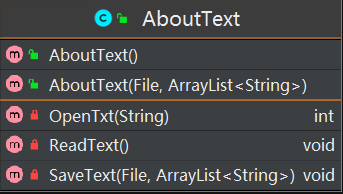 C AboutText
m AboutText()
m AboutText(File, ArrayList<String>)
m OpenTxt(String) int
m ReadText() void
m SaveText(File, ArrayList<String>) void